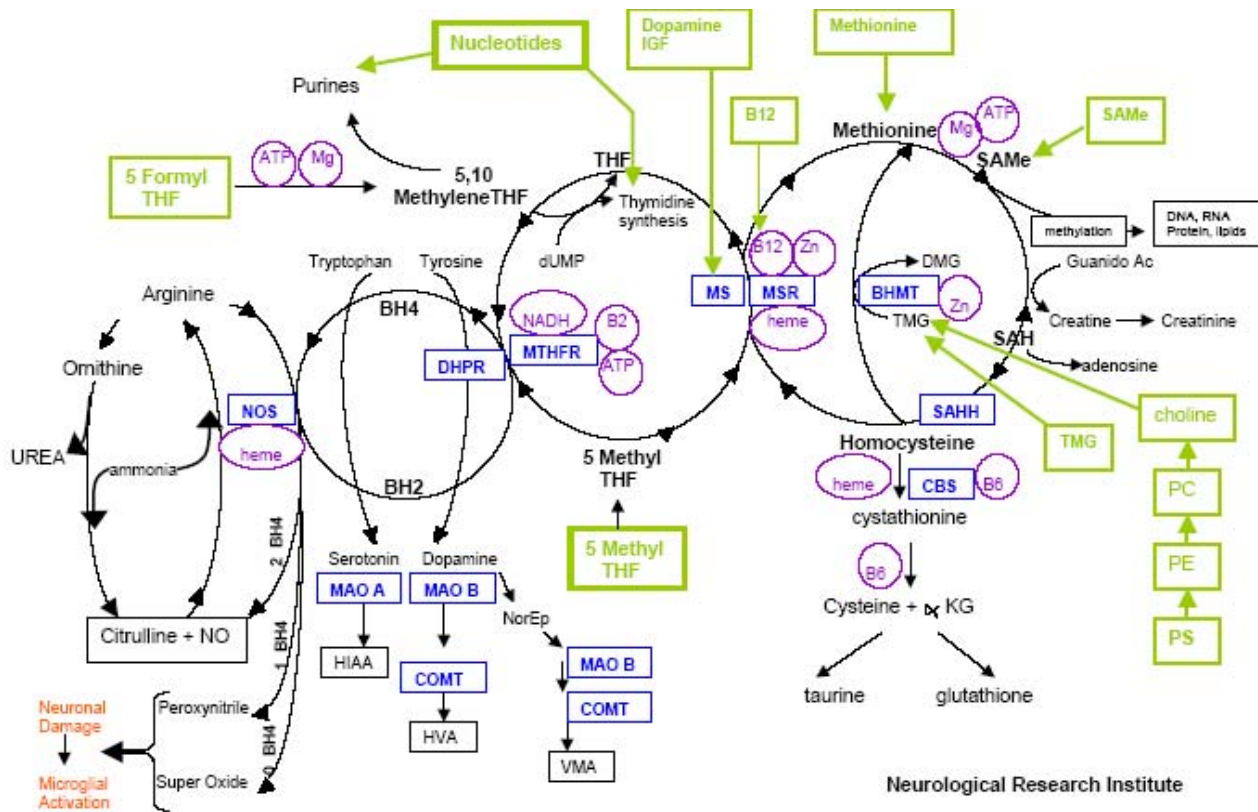 Nucleotides
Dopamine
IGF
Methionine
Purines
B12
Methionine
Mg
ATP
SAMe
SAMe
5 Formyl
THF
ATP
Mg
5,10
MethyleneTHF
THF
Thymidine
synthesis
dUMP
Tryptophan
Tyrosine
BH4
Arginine
Ornithine
NOS
heme
UREA
ammonia
Citrulline + NO
BH2
DHPR
NADH
MTHFR
B2
ATP
MS
B12
Zn
MSR
heme
BHMT
Zn
DMG
TMG
methylation
DNA, RNA
Protein, lipids
Guanido Ac
Creatine
Creatinine
SAH
adenosine
SAHH
Homocysteine
choline
TMG
PC
PE
PS
5 Methyl
THF
5 Methyl
THF
heme
CBS
B6
cystathionine
B6
Cysteine + α KG
taurine
glutathione
Serotonin
Dopamine
MAO A
MAO B
NorEp
HIAA
COMT
HVA
MAO B
COMT
VMA
2 BH4
1 BH4
0 BH4
Peroxynitrile
Super Oxide
Neuronal
Damage
Microglial
Activation
Neurological Research Institute